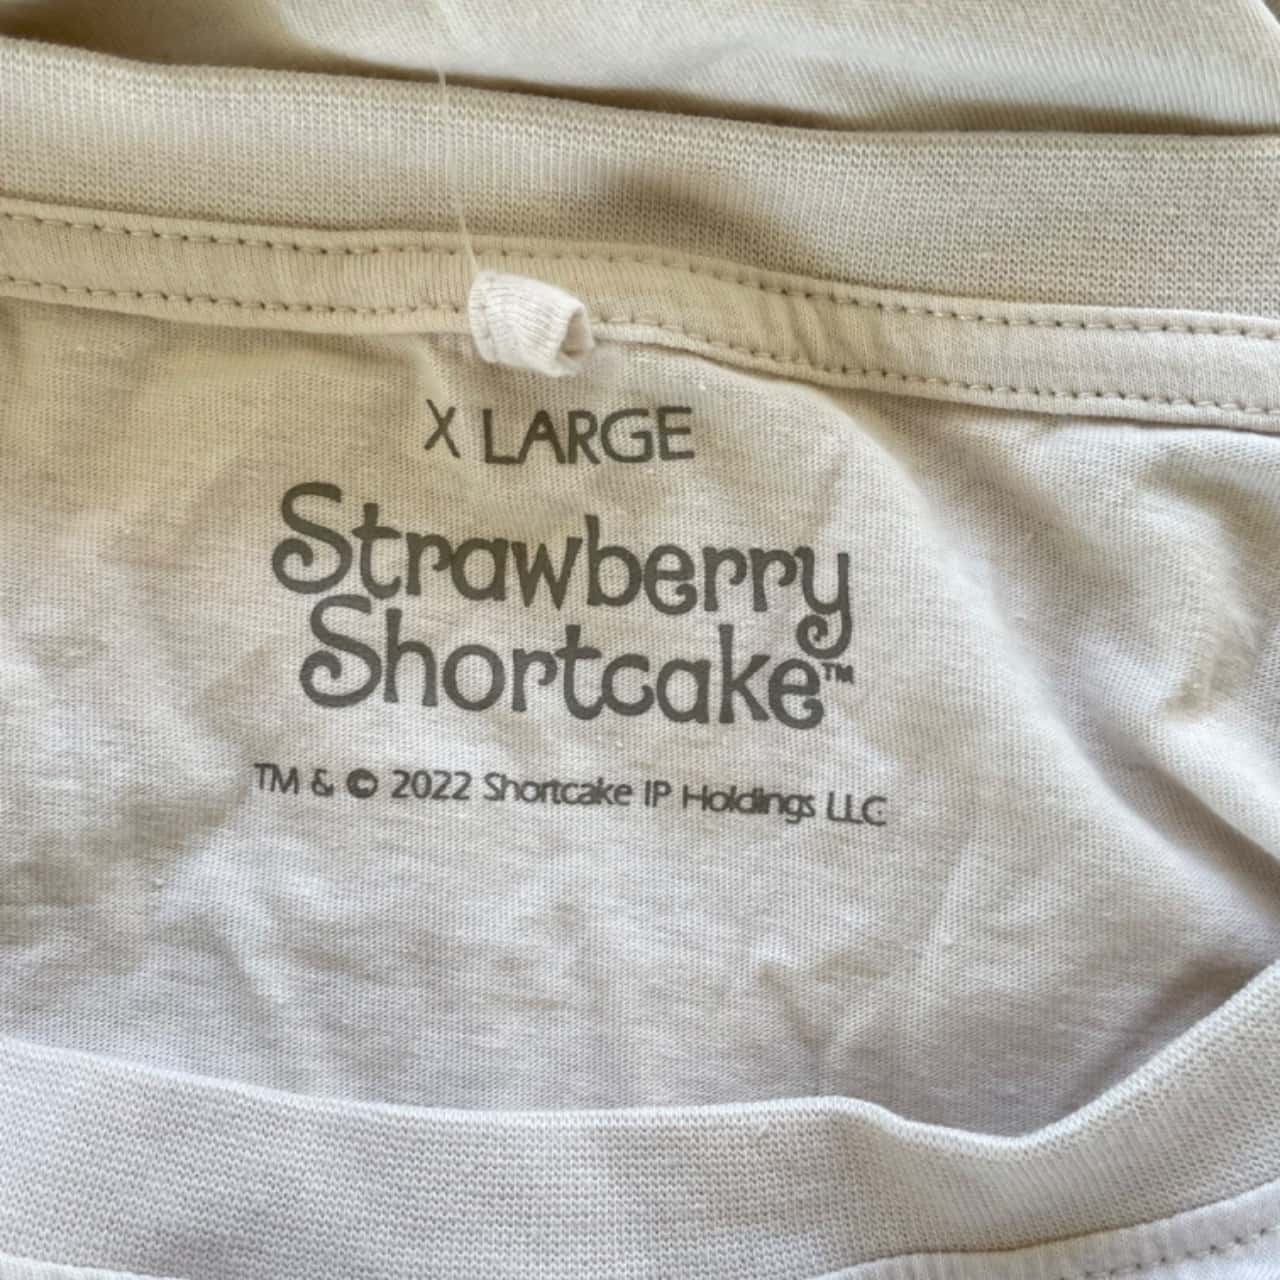 X LARGE
Strawberry
Shortcake™
TM & © 2022 Shortcake IP Holdings LLC